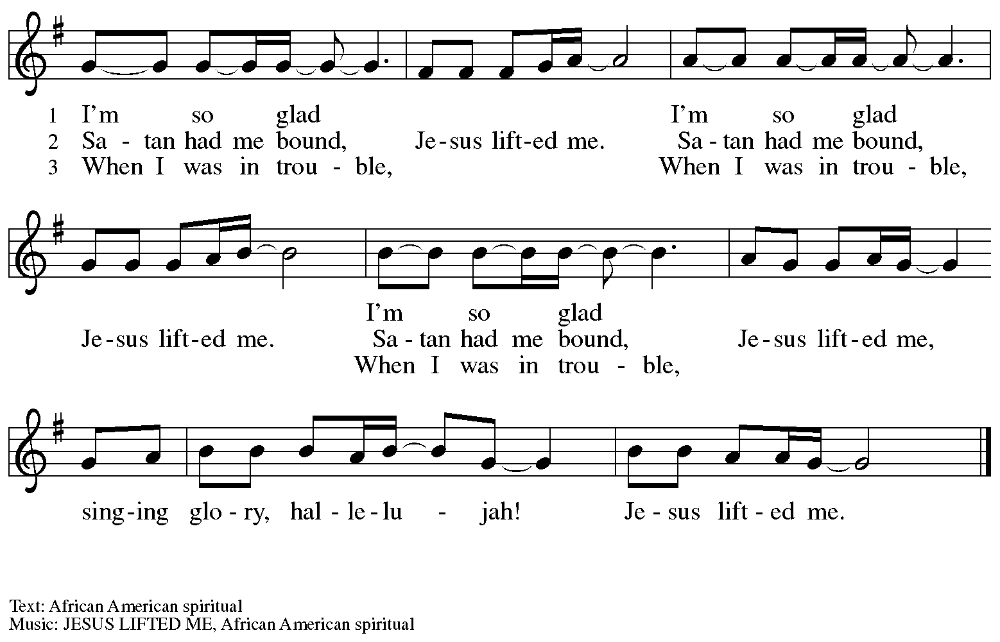 1 I'm so glad I'm so glad
2 Sa - tan had me bound, Je-sus lift-ed me. Sa - tan had me bound,
3 When I was in trou - ble, When I was in trou - ble,
I'm so glad
Je-sus lift-ed me. Sa - tan had me bound, Je-sus lift-ed me,
When I was in trou - ble,
sing-ing glo - ry, hal - le - lu - jah! Je - sus lift - ed me.
Text: African American spiritual
Music: JESUS LIFTED ME, African American spiritual